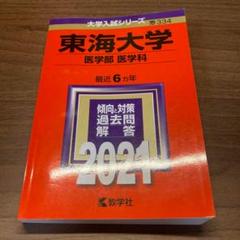 大学入試シリーズ 334
東海大学
医学部 医学科
最近6カ年
傾向と対策
過去問
解答
2021
教学社